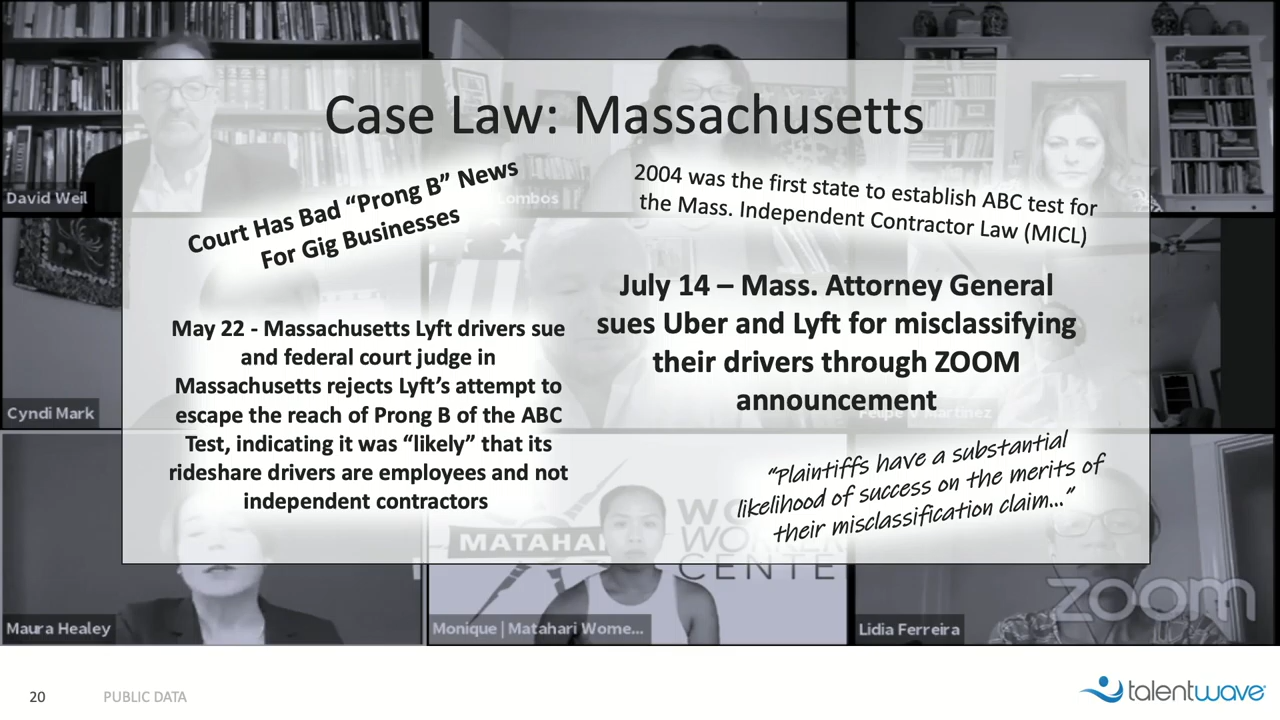 Case Law: Massachusetts
Court Has Bad “Prong B” News
For Gig Businesses
2004 was the first state to establish ABC test for
the Mass. Independent Contractor Law (MICL)
July 14 – Mass. Attorney General
sues Uber and Lyft for misclassifying
their drivers through ZOOM
announcement
May 22 - Massachusetts Lyft drivers sue
and federal court judge in
Massachusetts rejects Lyft’s attempt to
escape the reach of Prong B of the ABC
Test, indicating it was “likely” that its
rideshare drivers are employees and not
independent contractors
“Plaintiffs have a substantial
likelihood of success on the merits of
their misclassification claim...”
David Weil
Lombos
Cyndi Mark
Martinez
MATAHAR
WORKER
CENTE
Maura Healey
Monique | Matahari Wome...
Lidia Ferreira
zoom
20
PUBLIC DATA
talentwave